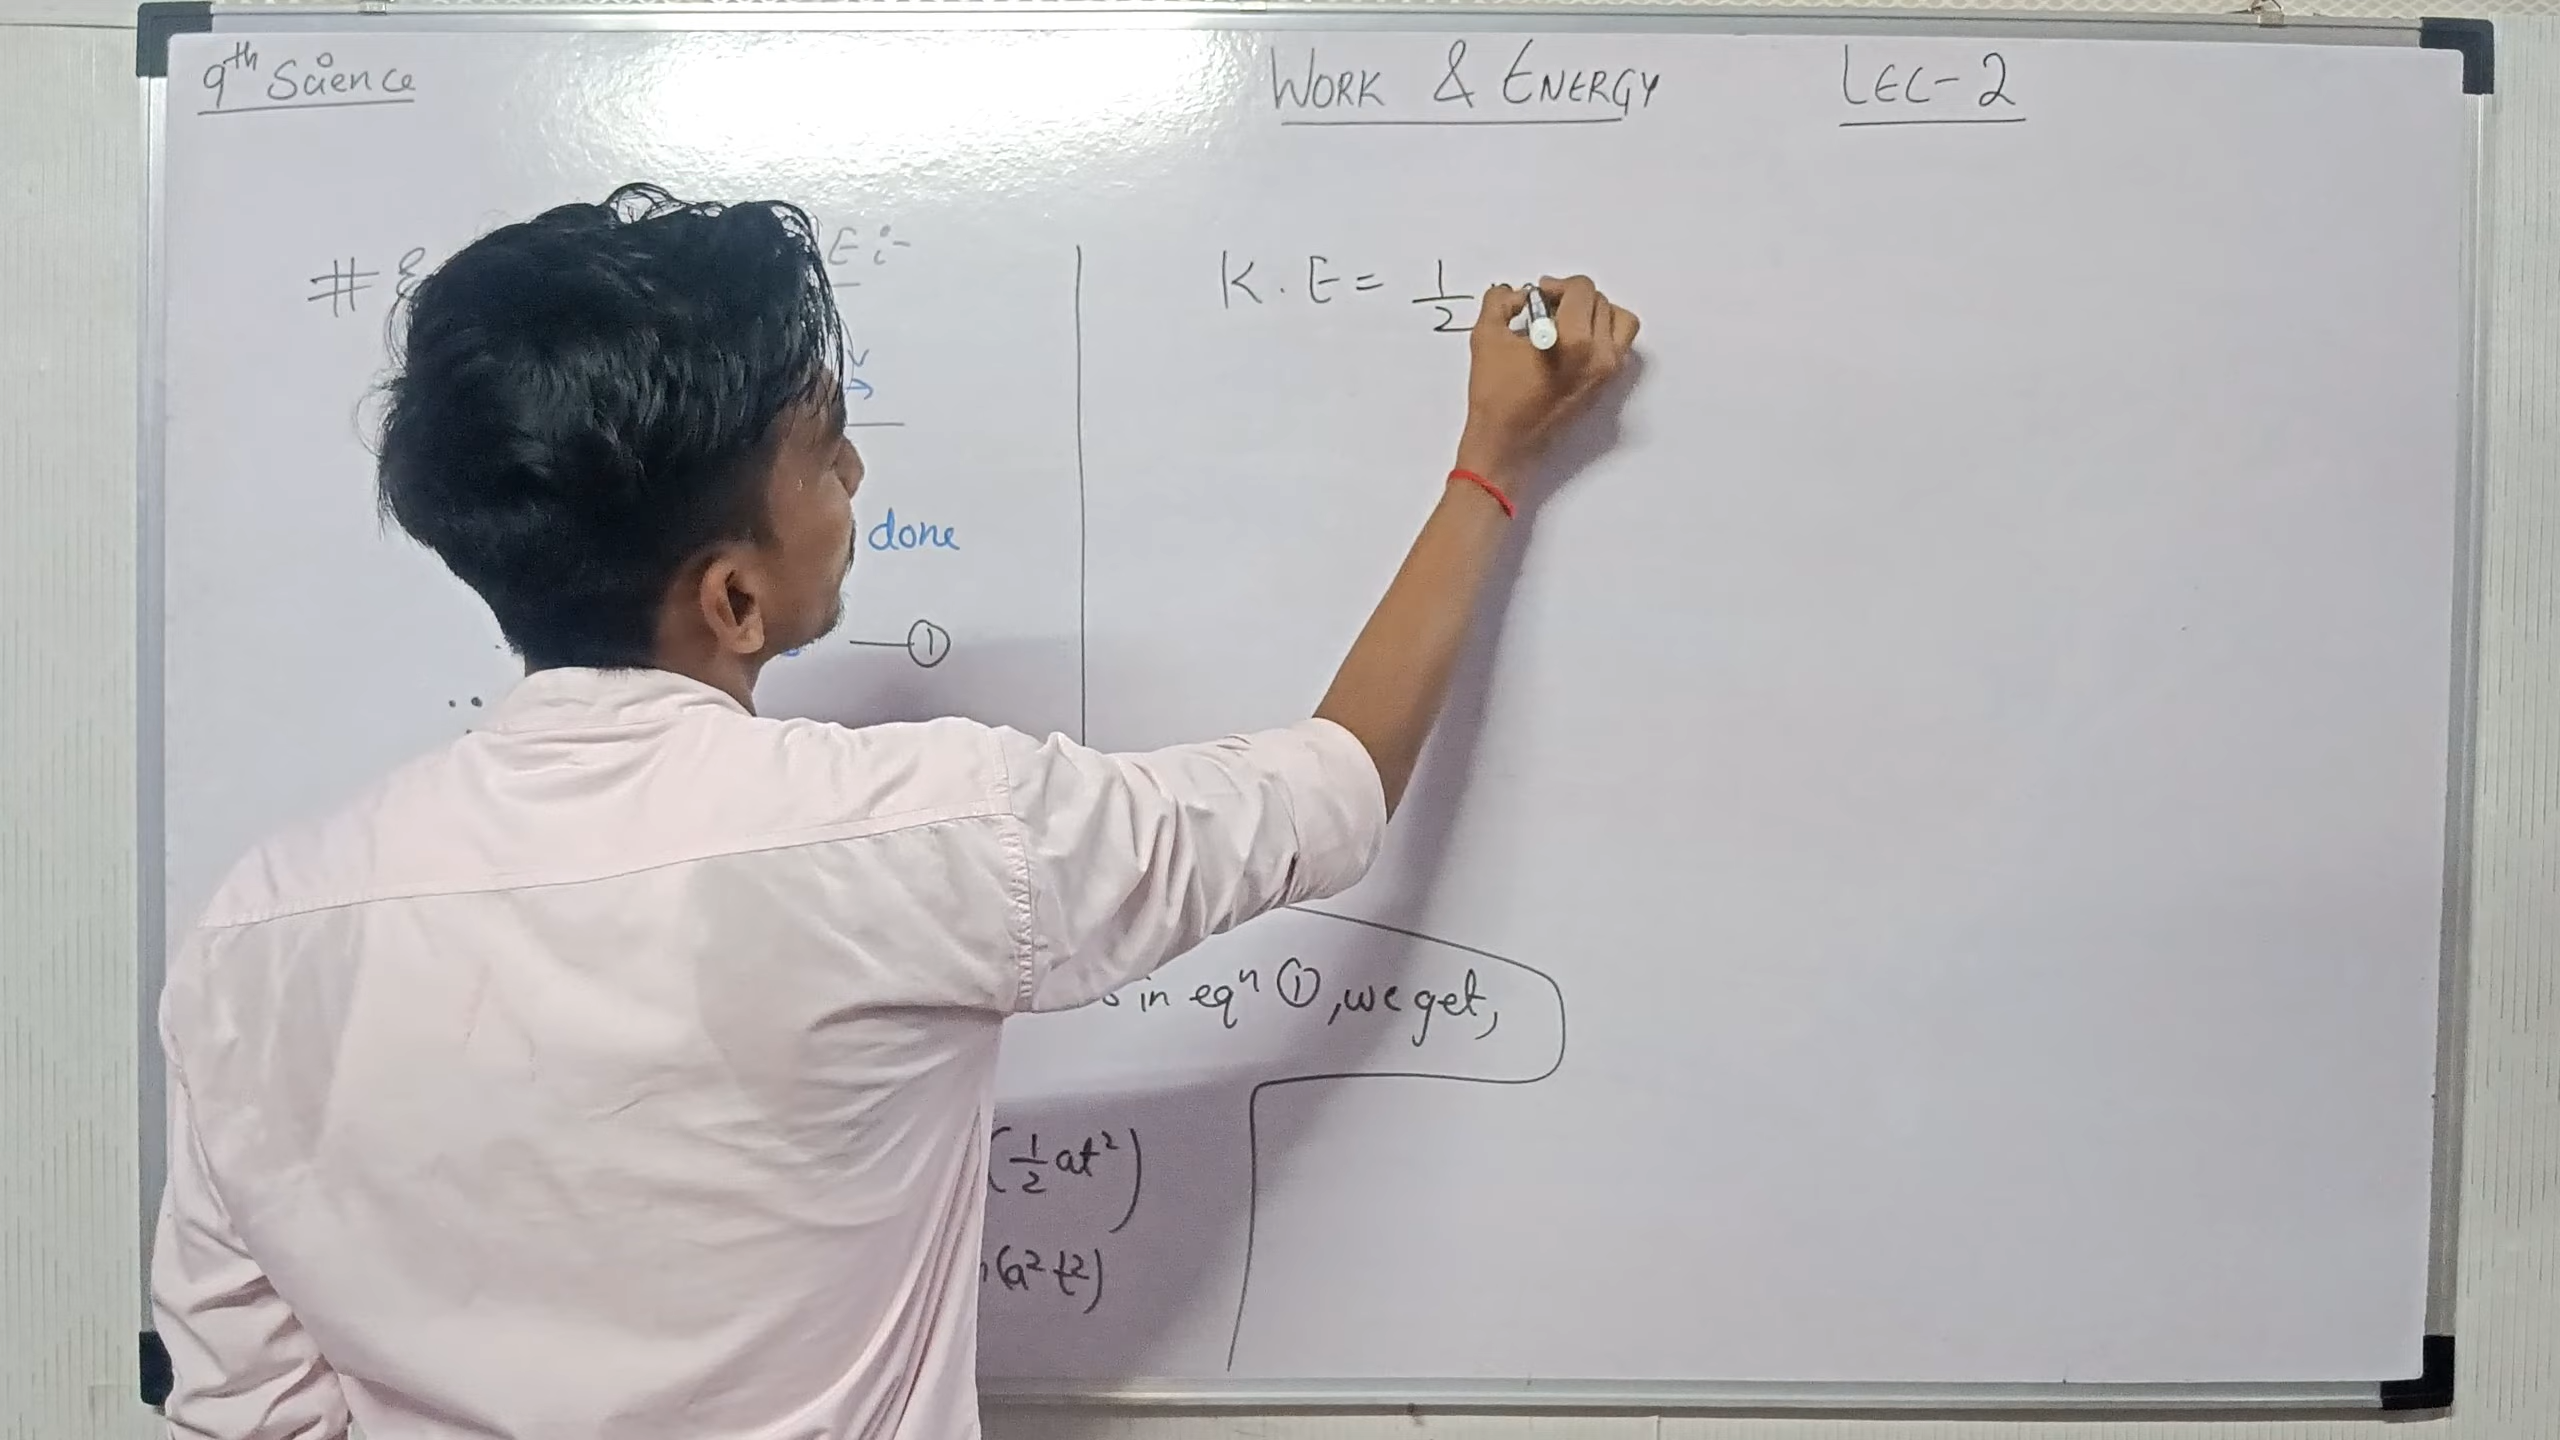 9th Science
WORK & ENERGY
LEC-2
# E :-
v
done
①
K.E = 1/2 m
in eqn ①, we get,
(1/2 at²)
(a²t²)